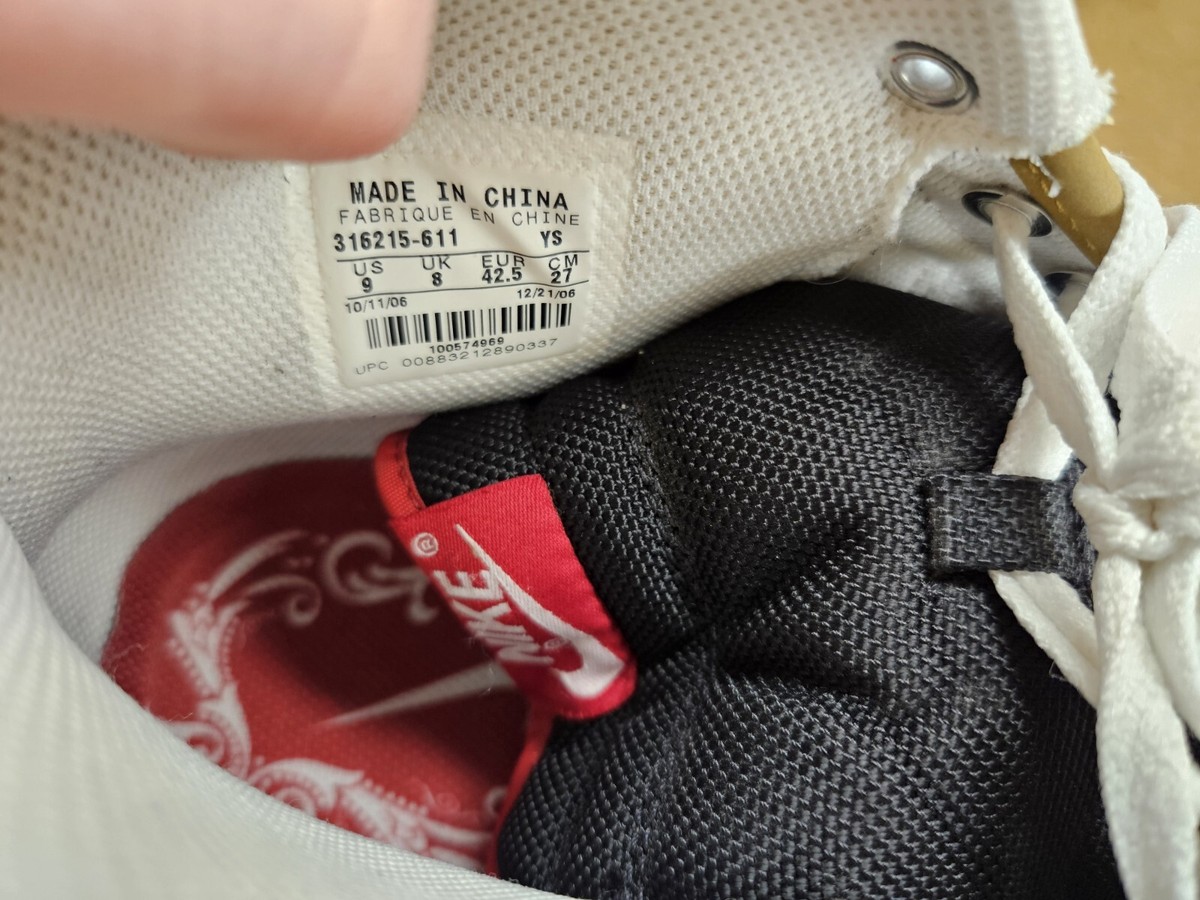 MADE IN CHINA
FABRIQUE EN CHINE
316215-611 YS
US UK EUR CM
9 8 42.5 27
10/11/06 12/21/06
100574969
UPC 00883212890337
NIKE
®